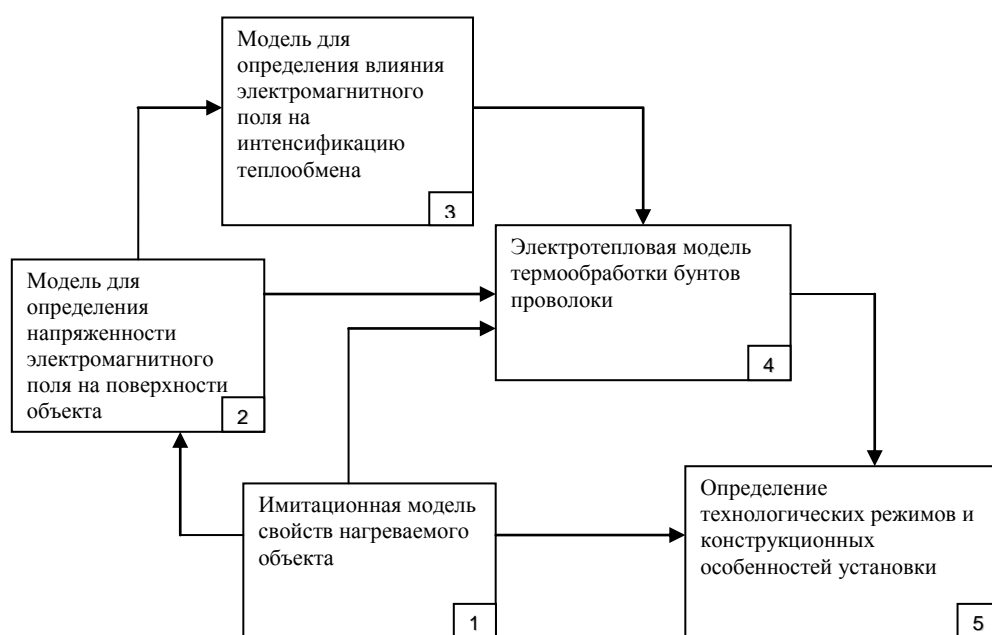 Модель для
определения влияния
электромагнитного
поля на
интенсификацию
теплообмена
3
Электротепловая модель
термообработки бунтов
проволоки
4
Модель для
определения
напряженности
электромагнитного
поля на поверхности
объекта
2
Имитационная модель
свойств нагреваемого
объекта
1
Определение
технологических режимов и
конструкционных
особенностей установки
5